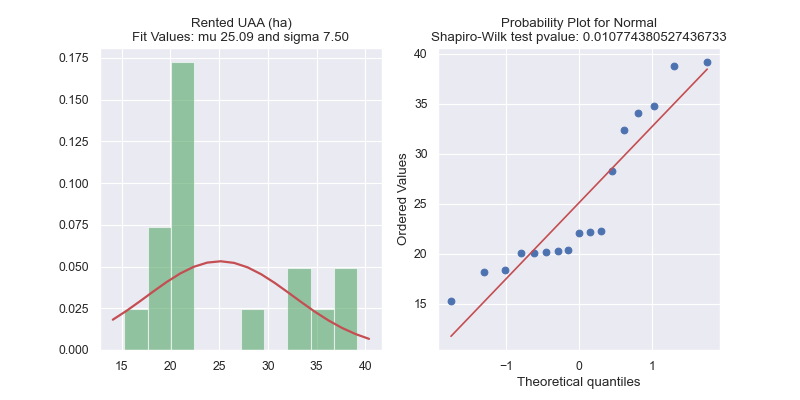 Rented UAA (ha)
Fit Values: mu 25.09 and sigma 7.50
0.175
0.150
0.125
0.100
0.075
0.050
0.025
0.000
15 20 25 30 35 40
Probability Plot for Normal
Shapiro-Wilk test pvalue: 0.010774380527436733
40
35
30
25
20
15
Ordered Values
−1 0 1
Theoretical quantiles